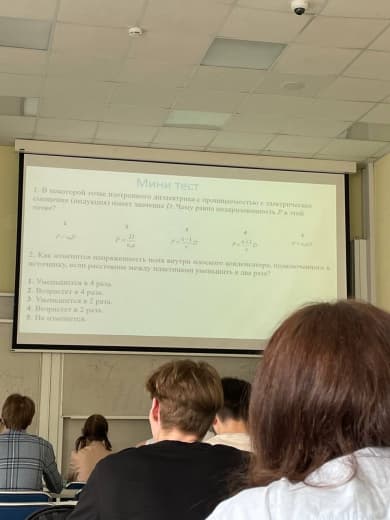 Мини тест
1. В некоторой точке изотропного диэлектрика с проницаемостью ε электрическое
смещение (индукция) имеет значение D. Чему равна поляризованность P в этой
точке?
2. Как изменится напряженность поля внутри плоского конденсатора, подключенного к
источнику, если расстояние между пластинами уменьшить в два раза?
1. Уменьшится в 4 раза.
2. Возрастет в 4 раза.
3. Уменьшится в 2 раза.
4. Возрастет в 2 раза.
5. Не изменится.